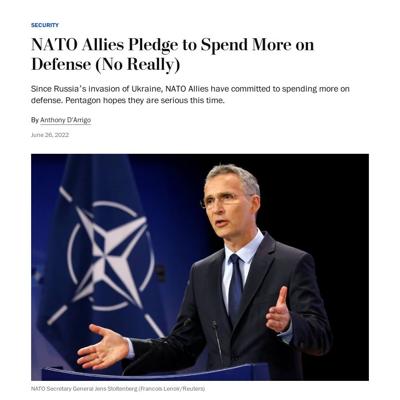 SECURITY
NATO Allies Pledge to Spend More on
Defense (No Really)
Since Russia's invasion of Ukraine, NATO Allies have committed to spending more on
defense. Pentagon hopes they are serious this time.
By Anthony D'Arrigo
June 26, 2022
NATO Secretary General Jens Stoltenberg (Francois Lenoir/Reuters)